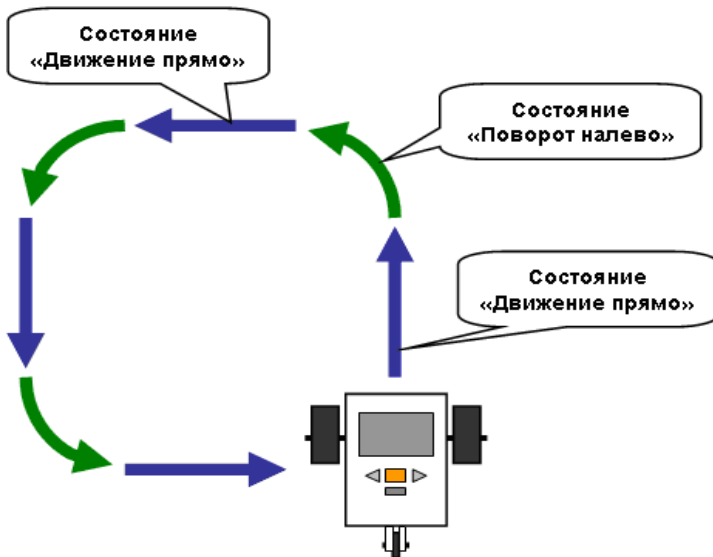 Состояние
«Движение прямо»
Состояние
«Поворот налево»
Состояние
«Движение прямо»